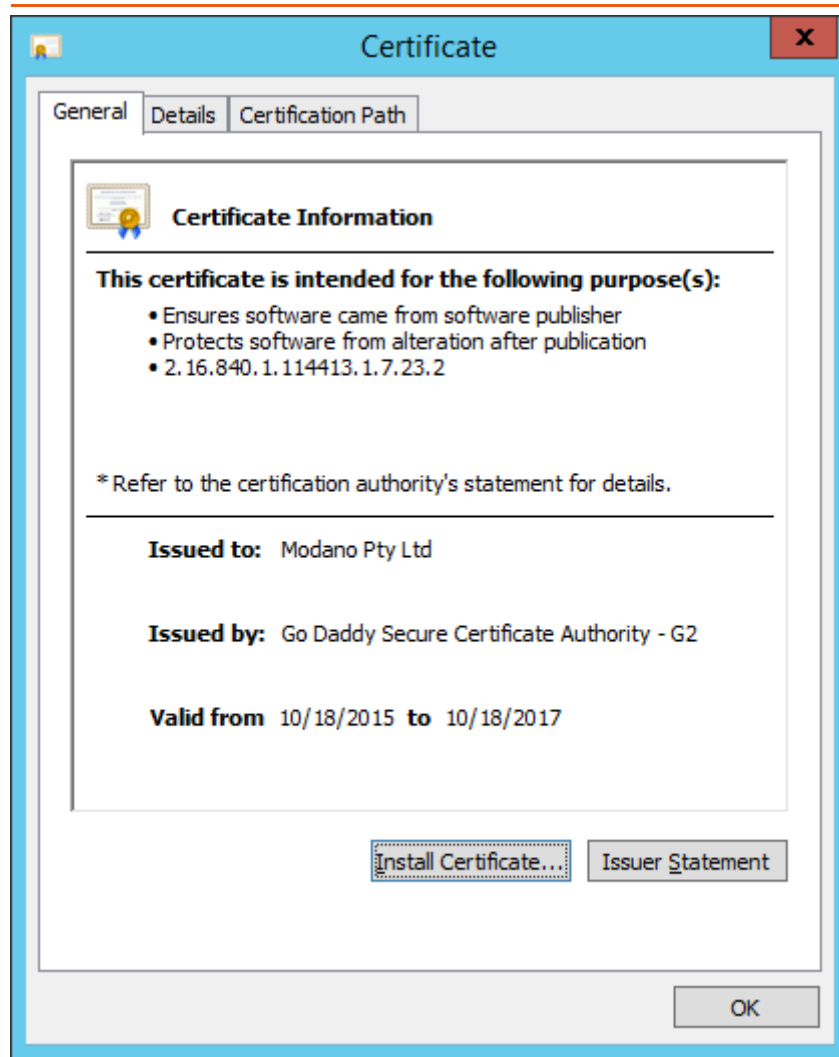 Certificate
x
General Details Certification Path
Certificate Information
This certificate is intended for the following purpose(s):
• Ensures software came from software publisher
• Protects software from alteration after publication
• 2.16.840.1.114413.1.7.23.2
* Refer to the certification authority's statement for details.
Issued to: Modano Pty Ltd
Issued by: Go Daddy Secure Certificate Authority - G2
Valid from 10/18/2015 to 10/18/2017
Install Certificate... Issuer Statement
OK